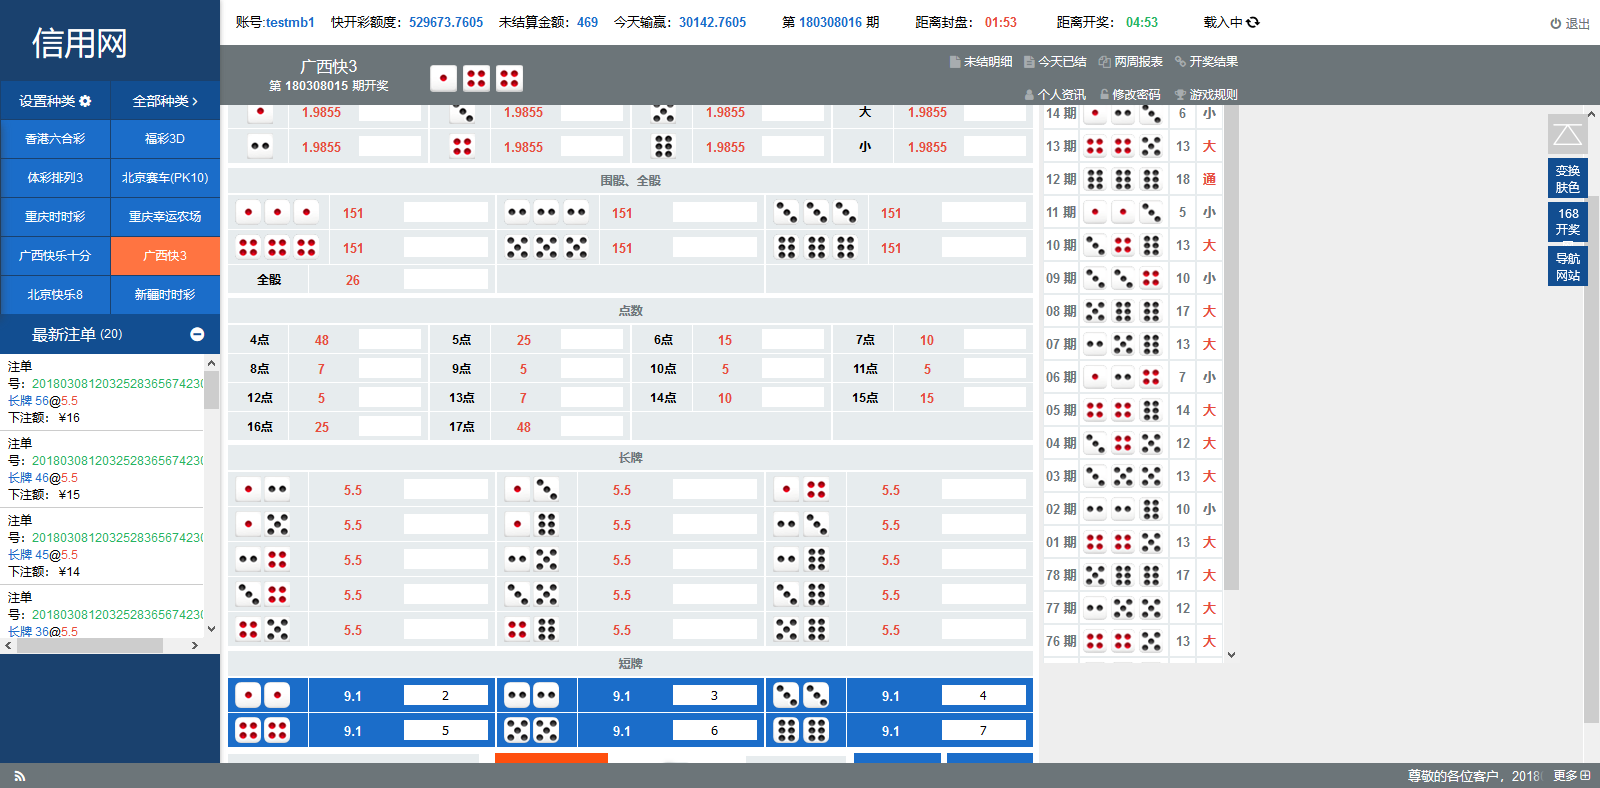 信用网
设置种类 全部种类
香港六合彩 福彩3D
体彩排列3 北京赛车(PK10)
重庆时时彩 重庆幸运农场
广西快乐十分 广西快3
北京快乐8 新疆时时彩
最新注单 (20)
注单
号：20180308120325283656742​30
长牌 56@5.5
下注额： ¥16
注单
号：2018030812032528365674230
长牌 46@5.5
下注额： ¥15
注单
号：2018030812032528365674230
长牌 45@5.5
下注额： ¥14
注单
号：2018030812032528365674230
长牌 36@5.5
账号:testmb1 快开彩额度：529673.7605 未结算金额：469 今天输赢：30142.7605 第 180308016 期 距离封盘： 01:53 距离开奖： 04:53 载入中
退出
广西快3
第 180308015 期开奖
未结明细 今天已结 两周报表 开奖结果
个人资讯 修改密码 游戏规则
1.9855 1.9855 1.9855 大 1.9855
1.9855 1.9855 1.9855 小 1.9855
围骰、全骰
151 151 151
151 151 151
全骰 26
点数
4点 48 5点 25 6点 15 7点 10
8点 7 9点 5 10点 5 11点 5
12点 5 13点 7 14点 10 15点 15
16点 25 17点 48
长牌
5.5 5.5 5.5
5.5 5.5 5.5
5.5 5.5 5.5
5.5 5.5 5.5
5.5 5.5 5.5
短牌
9.1 2 9.1 3 9.1 4
9.1 5 9.1 6 9.1 7
14 期 6 小
13 期 13 大
12 期 18 通
11 期 5 小
10 期 13 大
09 期 10 小
08 期 17 大
07 期 13 大
06 期 7 小
05 期 14 大
04 期 12 大
03 期 13 大
02 期 10 小
01 期 13 大
78 期 17 大
77 期 12 大
76 期 13 大
变换
肤色
168
开奖
导航
网站
尊敬的各位客户，2018 更多